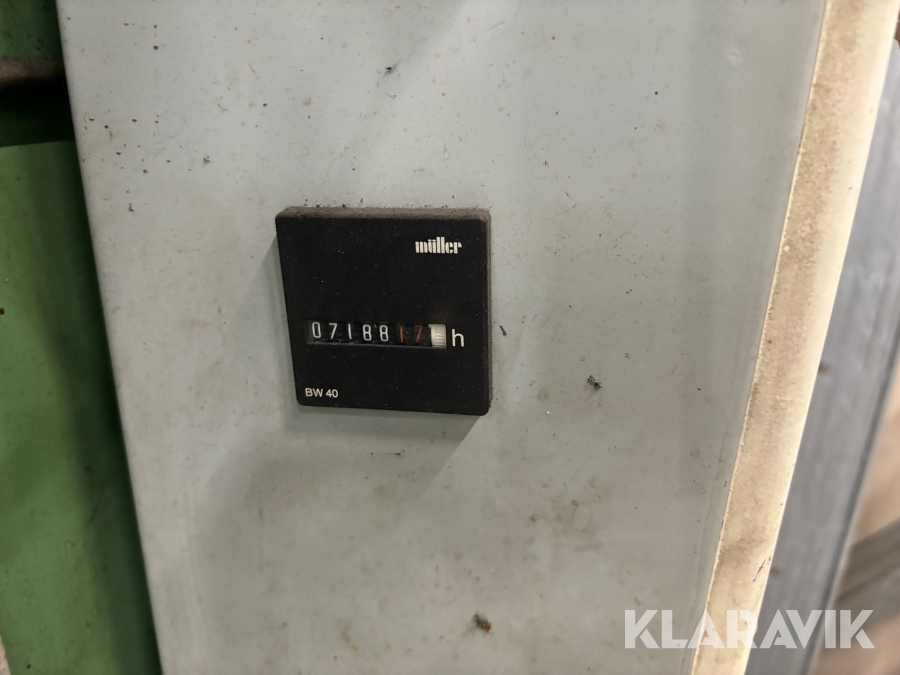 müller
0718817 h
BW 40
KLARAVIK